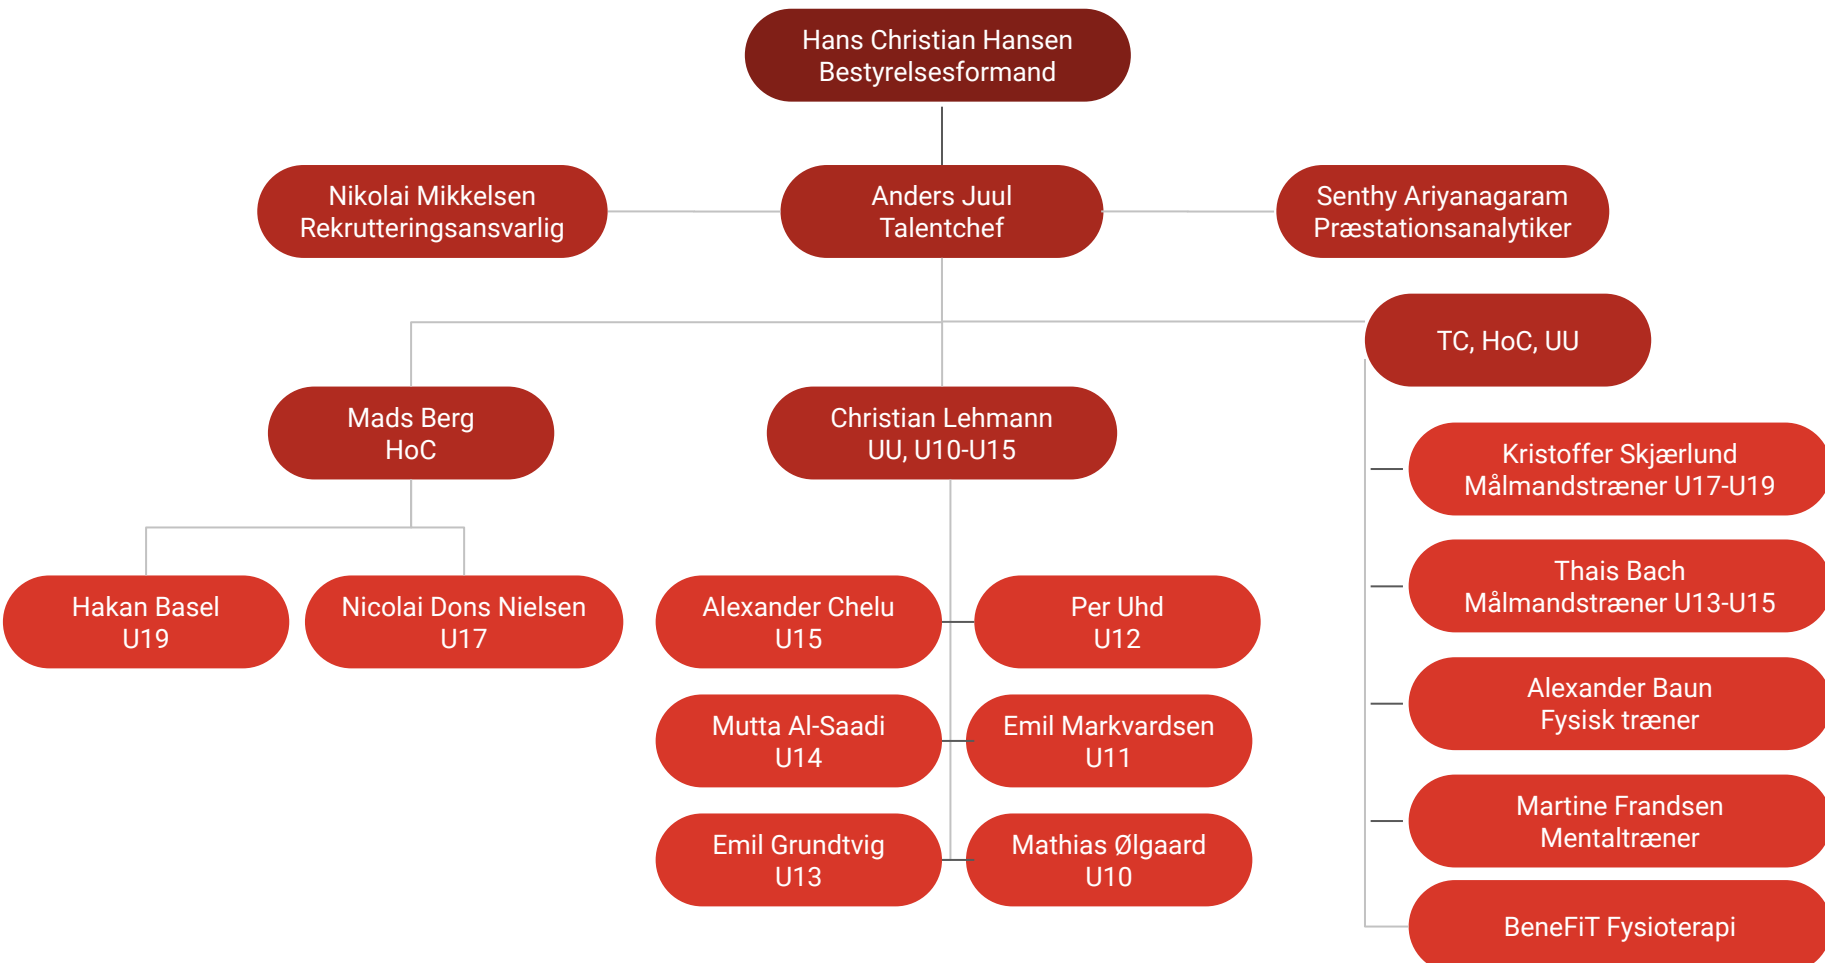 Hans Christian Hansen
Bestyrelsesformand
Nikolai Mikkelsen
Rekrutteringsansvarlig
Anders Juul
Talentchef
Senthy Ariyanagaram
Præstationsanalytiker
TC, HoC, UU
Mads Berg
HoC
Christian Lehmann
UU, U10-U15
Kristoffer Skjærlund
Målmandstræner U17-U19
Thais Bach
Målmandstræner U13-U15
Hakan Basel
U19
Nicolai Dons Nielsen
U17
Alexander Chelu
U15
Per Uhd
U12
Alexander Baun
Fysisk træner
Mutta Al-Saadi
U14
Emil Markvardsen
U11
Martine Frandsen
Mentaltræner
Emil Grundtvig
U13
Mathias Ølgaard
U10
BeneFiT Fysioterapi